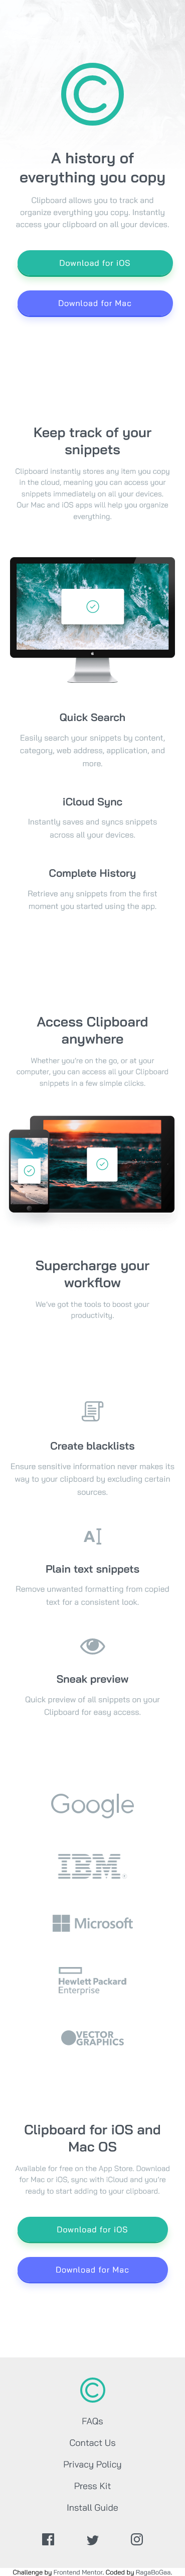 A history of
everything you copy
Clipboard allows you to track and
organize everything you copy. Instantly
access your clipboard on all your devices.
Download for iOS
Download for Mac
Keep track of your
snippets
Clipboard instantly stores any item you copy
in the cloud, meaning you can access your
snippets immediately on all your devices.
Our Mac and iOS apps will help you organize
everything.
Quick Search
Easily search your snippets by content,
category, web address, application, and
more.
iCloud Sync
Instantly saves and syncs snippets
across all your devices.
Complete History
Retrieve any snippets from the first
moment you started using the app.
Access Clipboard
anywhere
Whether you're on the go, or at your
computer, you can access all your Clipboard
snippets in a few simple clicks.
Supercharge your
workflow
We've got the tools to boost your
productivity.
Create blacklists
Ensure sensitive information never makes its
way to your clipboard by excluding certain
sources.
A
Plain text snippets
Remove unwanted formatting from copied
text for a consistent look.
Sneak preview
Quick preview of all snippets on your
Clipboard for easy access.
Google
IBM
Microsoft
Hewlett Packard
Enterprise
VECTOR
GRAPHICS
Clipboard for iOS and
Mac OS
Available for free on the App Store. Download
for Mac or iOS, sync with iCloud and you're
ready to start adding to your clipboard.
Download for iOS
Download for Mac
FAQs
Contact Us
Privacy Policy
Press Kit
Install Guide
Challenge by Frontend Mentor. Coded by RagaBoGaa.